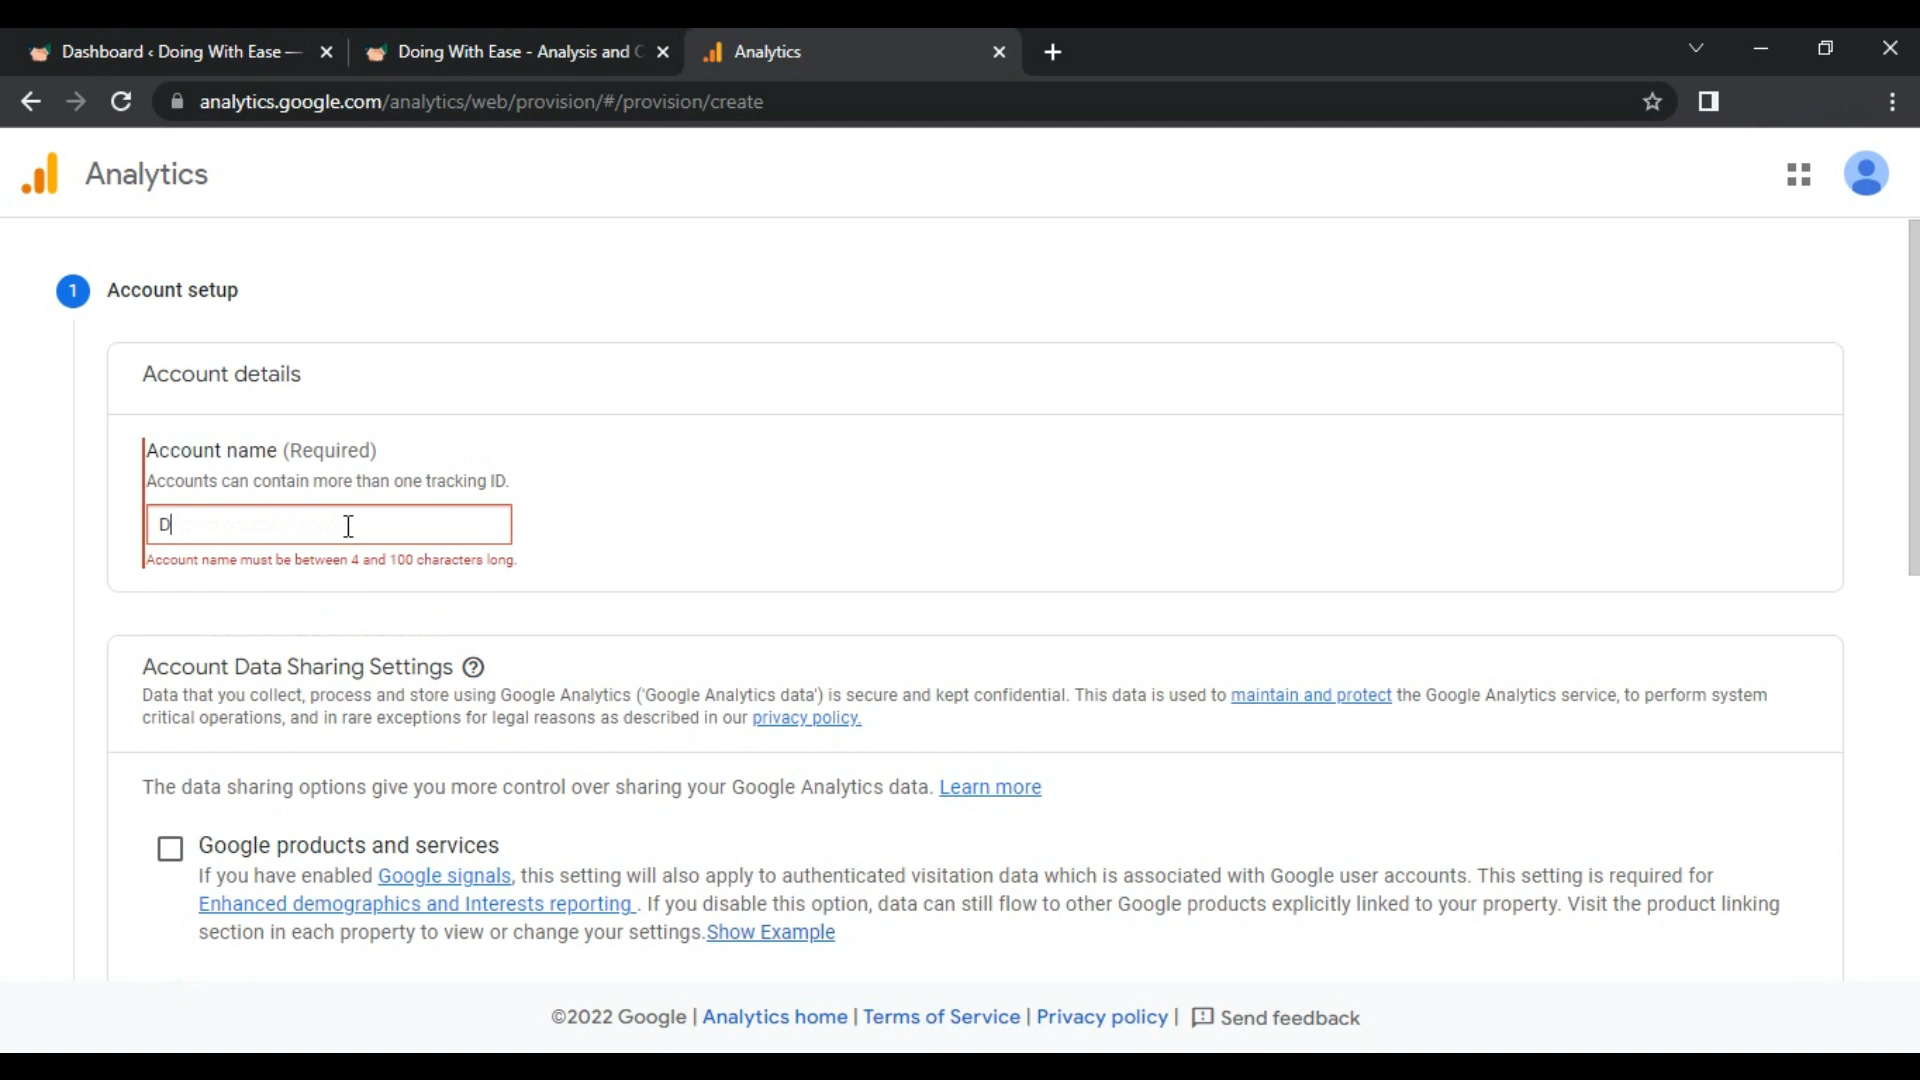 Dashboard ‹ Doing With Ease —
Doing With Ease - Analysis and C
Analytics
analytics.google.com/analytics/web/provision/#/provision/create
Analytics
1 Account setup
Account details
Account name (Required)
Accounts can contain more than one tracking ID.
D
Account name must be between 4 and 100 characters long.
Account Data Sharing Settings
Data that you collect, process and store using Google Analytics ('Google Analytics data') is secure and kept confidential. This data is used to maintain and protect the Google Analytics service, to perform system
critical operations, and in rare exceptions for legal reasons as described in our privacy policy.
The data sharing options give you more control over sharing your Google Analytics data. Learn more
Google products and services
If you have enabled Google signals, this setting will also apply to authenticated visitation data which is associated with Google user accounts. This setting is required for
Enhanced demographics and Interests reporting . If you disable this option, data can still flow to other Google products explicitly linked to your property. Visit the product linking
section in each property to view or change your settings.Show Example
©2022 Google | Analytics home | Terms of Service | Privacy policy | Send feedback